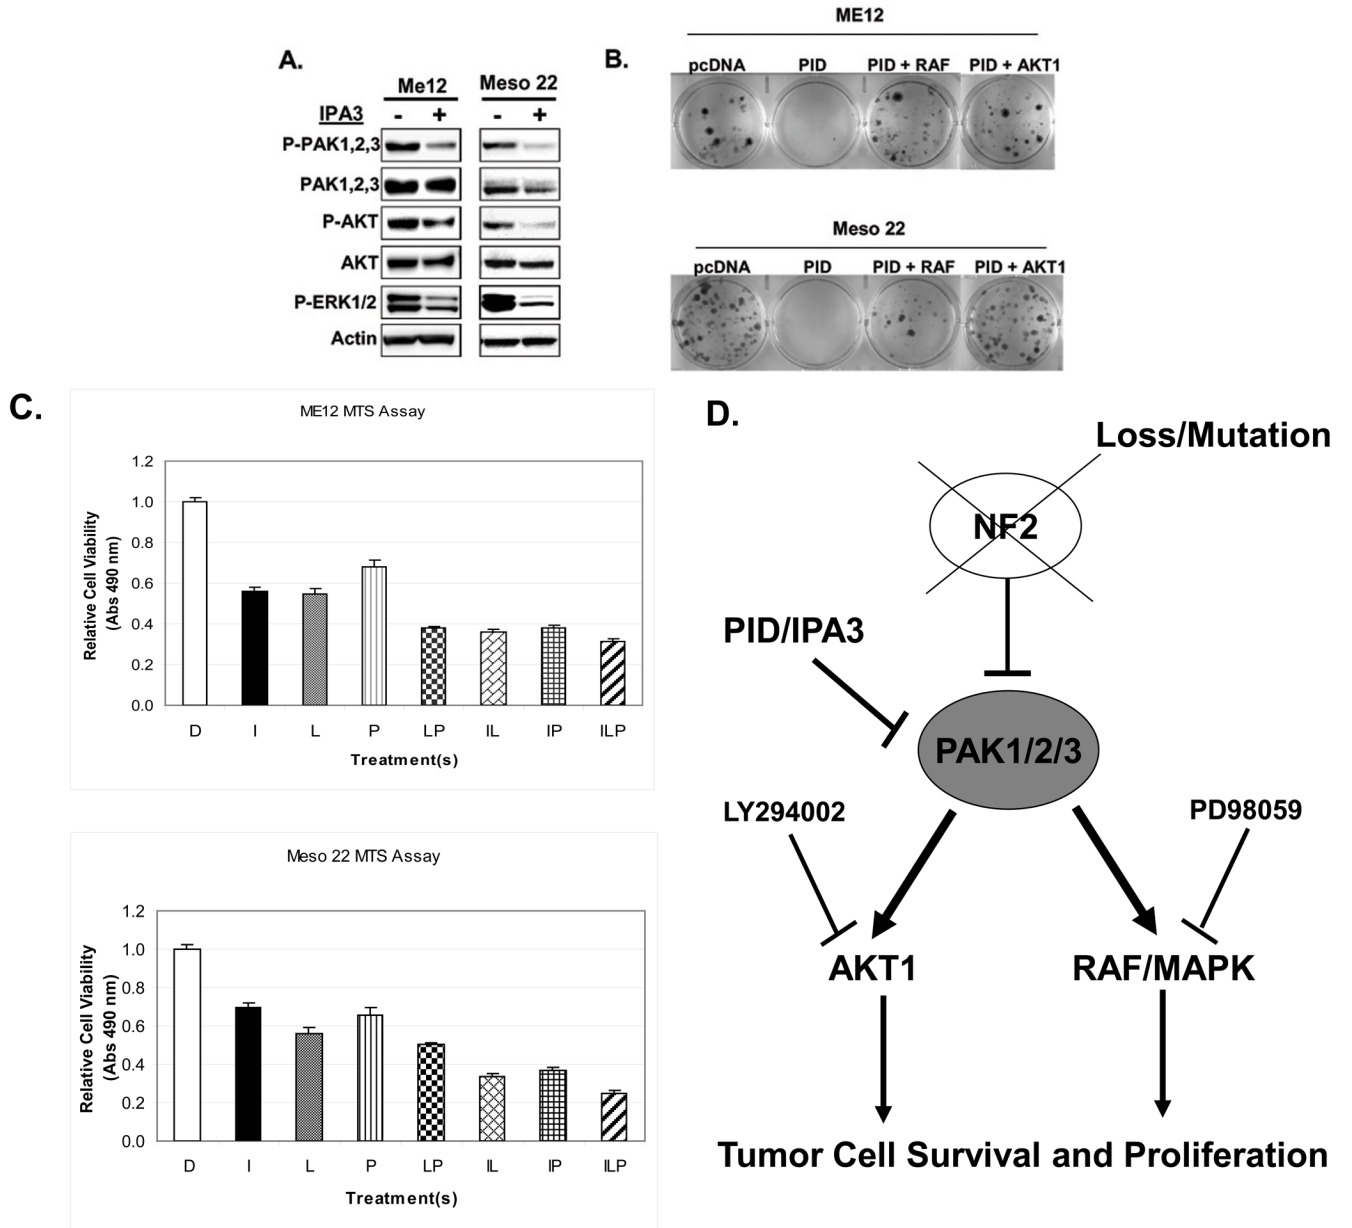 A.
Me12 Meso 22
IPA3 - + - +
P-PAK1,2,3
PAK1,2,3
P-AKT
AKT
P-ERK1/2
Actin
B.
ME12
pcDNA PID PID + RAF PID + AKT1
Meso 22
pcDNA PID PID + RAF PID + AKT1
C.
ME12 MTS Assay
Relative Cell Viability
(Abs 490 nm)
1.2
1.0
0.8
0.6
0.4
0.2
0.0
D I L P LP IL IP ILP
Treatment(s)
Meso 22 MTS Assay
Relative Cell Viability
(Abs 490 nm)
1.2
1.0
0.8
0.6
0.4
0.2
0.0
D I L P LP IL IP ILP
Treatment(s)
D.
Loss/Mutation
NF2
PID/IPA3
PAK1/2/3
LY294002 PD98059
AKT1 RAF/MAPK
Tumor Cell Survival and Proliferation